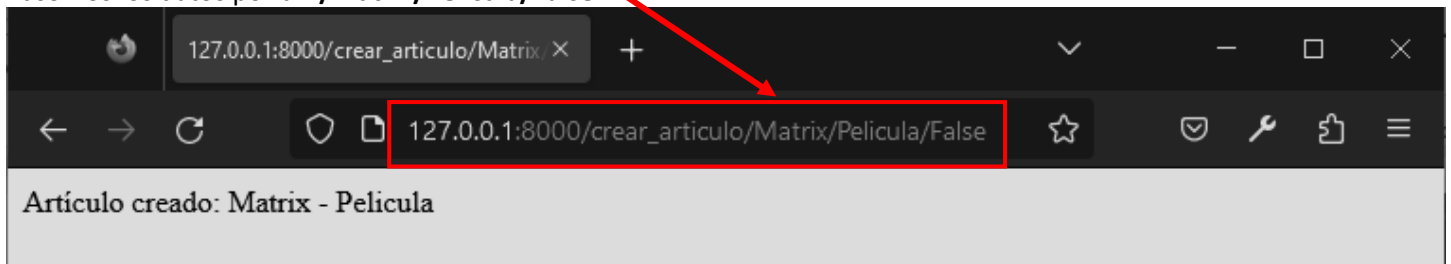 127.0.0.1:8000/crear_articulo/Matrix/
127.0.0.1:8000/crear_articulo/Matrix/Pelicula/False
Artículo creado: Matrix - Pelicula